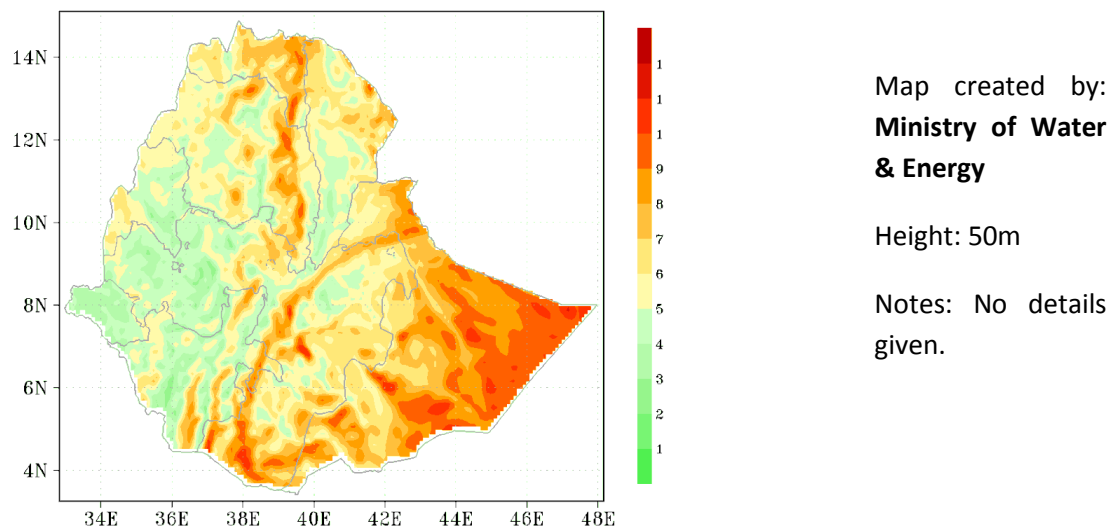 14N
12N
10N
8N
6N
4N
34E 36E 38E 40E 42E 44E 46E 48E
1
1
1
1
9
8
7
6
5
4
3
2
1
Map created by:
Ministry of Water
& Energy
Height: 50m
Notes: No details
given.